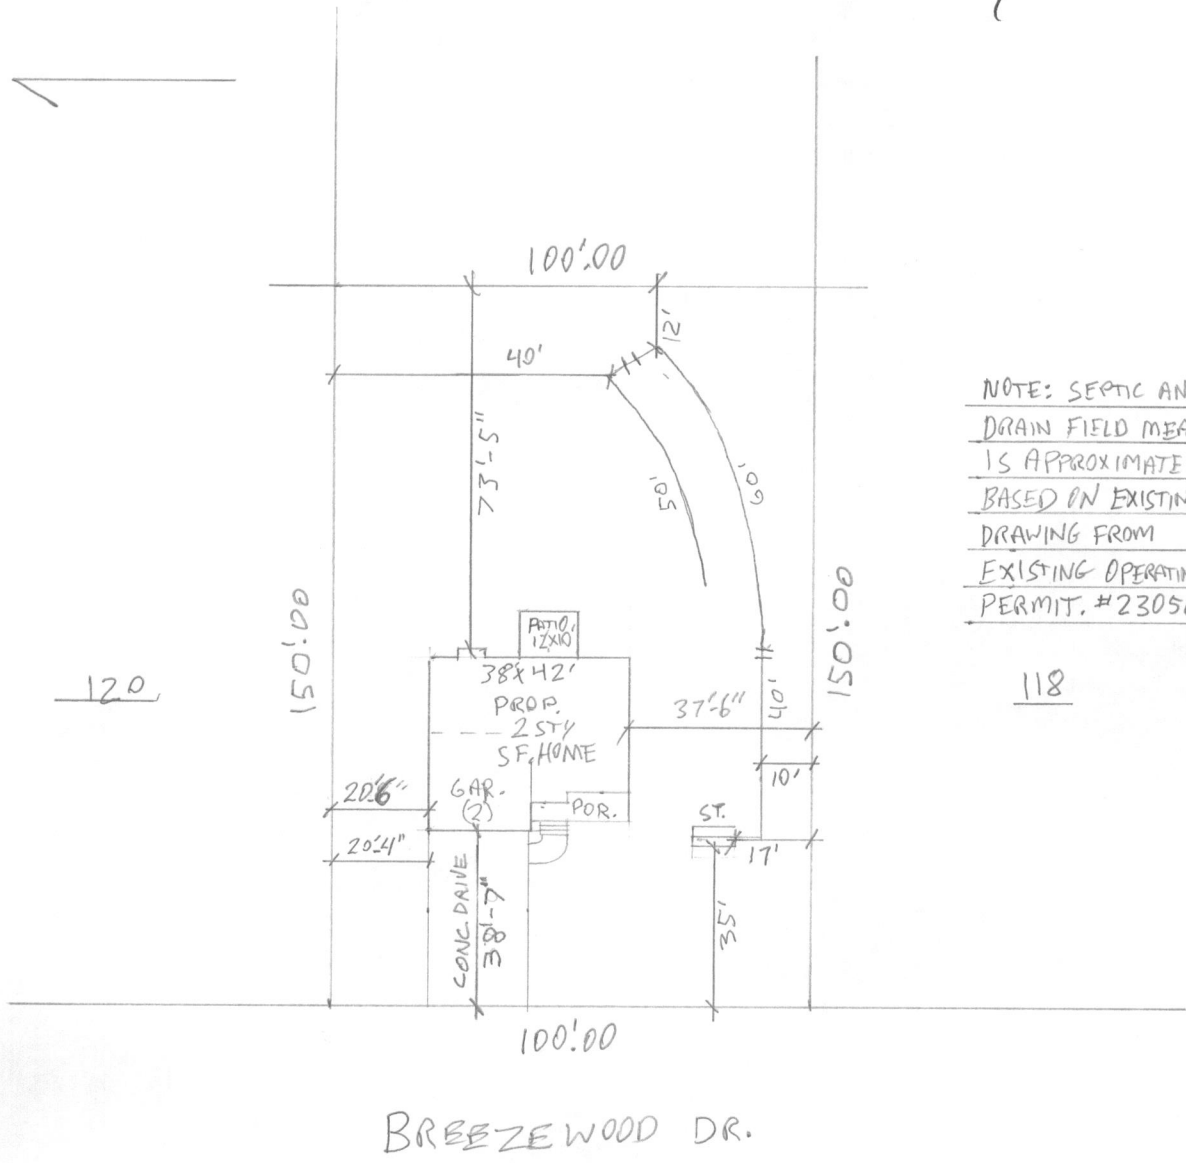 100'.00
12'
40'
73'-5"
50'
60'
NOTE: SEPTIC AN
DRAIN FIELD MEA
IS APPROXIMATE
BASED ON EXISTIN
DRAWING FROM
EXISTING OPERATIN
PERMIT. #2305
150'.00
150'.00
120
118
PATIO
12X10'
38'X42'
PROP.
2 STY
S.F. HOME
37'-6"
40'
10'
20'6"
GAR.
(2)
POR.
ST.
20'-4"
17'
CONC. DRIVE
38'-7"
35'
100'.00
BREEZEWOOD DR.